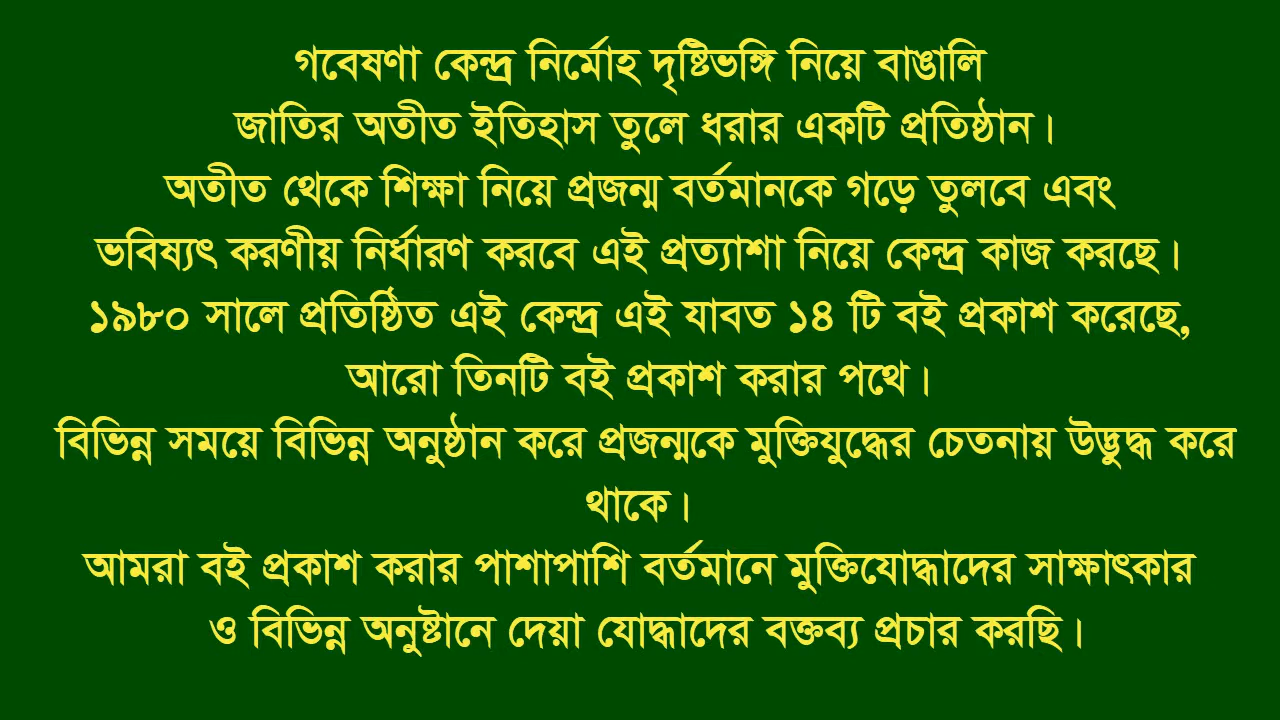 গবেষণা কেন্দ্র নির্মোহ দৃষ্টিভঙ্গি নিয়ে বাঙালি
জাতির অতীত ইতিহাস তুলে ধরার একটি প্রতিষ্ঠান।
অতীত থেকে শিক্ষা নিয়ে প্রজন্ম বর্তমানকে গড়ে তুলবে এবং
ভবিষ্যৎ করণীয় নির্ধারণ করবে এই প্রত্যাশা নিয়ে কেন্দ্র কাজ করছে।
১৯৮০ সালে প্রতিষ্ঠিত এই কেন্দ্র এই যাবত ১৪ টি বই প্রকাশ করেছে,
আরো তিনটি বই প্রকাশ করার পথে।
বিভিন্ন সময়ে বিভিন্ন অনুষ্ঠান করে প্রজন্মকে মুক্তিযুদ্ধের চেতনায় উদ্ভুদ্ধ করে
থাকে।
আমরা বই প্রকাশ করার পাশাপাশি বর্তমানে মুক্তিযোদ্ধাদের সাক্ষাৎকার
ও বিভিন্ন অনুষ্টানে দেয়া যোদ্ধাদের বক্তব্য প্রচার করছি।